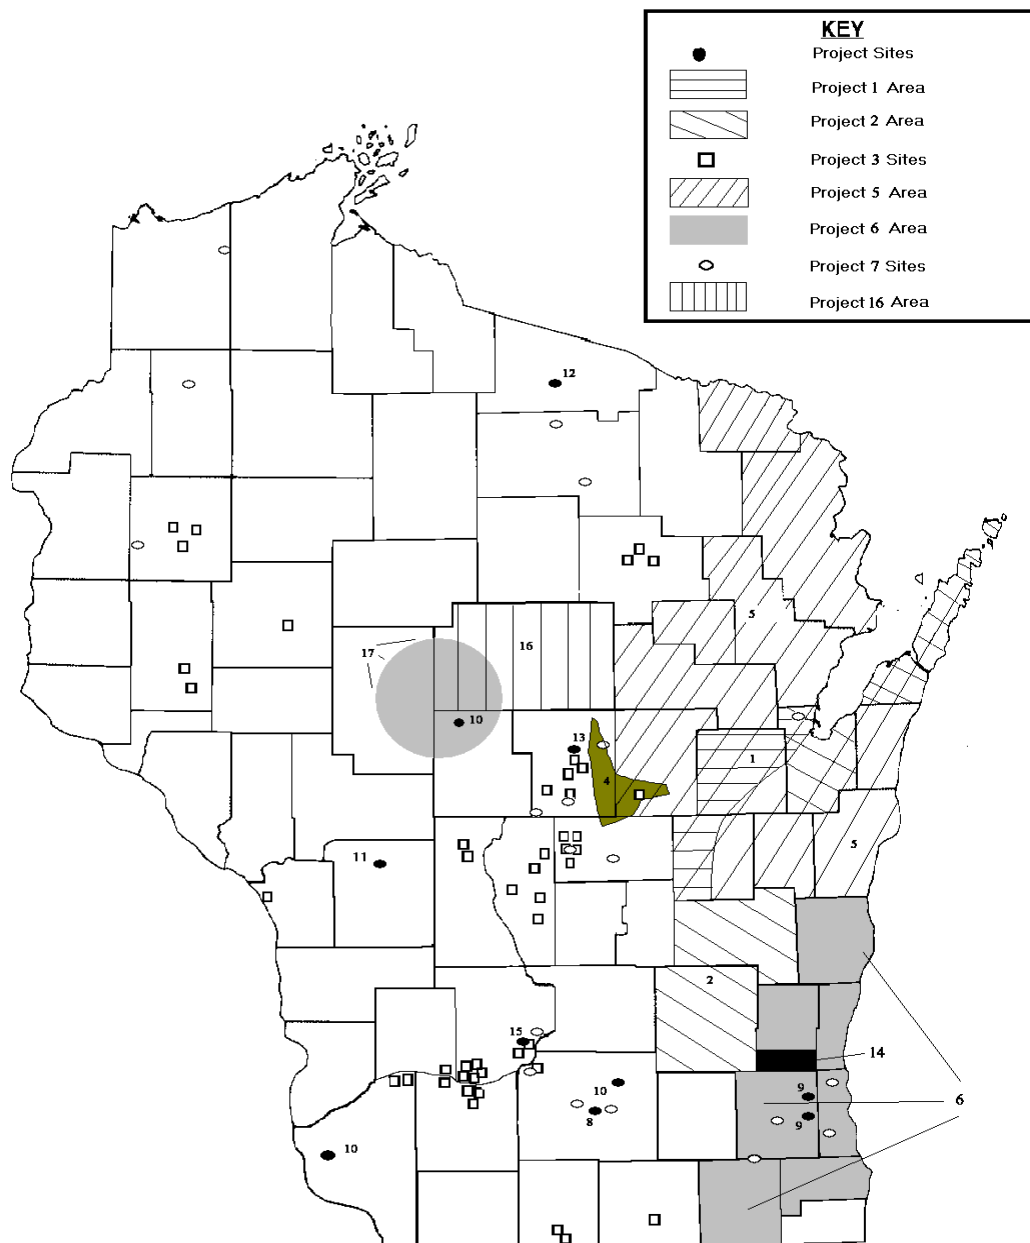 KEY
Project Sites
Project 1 Area
Project 2 Area
Project 3 Sites
Project 5 Area
Project 6 Area
Project 7 Sites
Project 16 Area
12
5
17
16
10
13
1
4
5
11
2
15
14
10
9
6
8
9
10